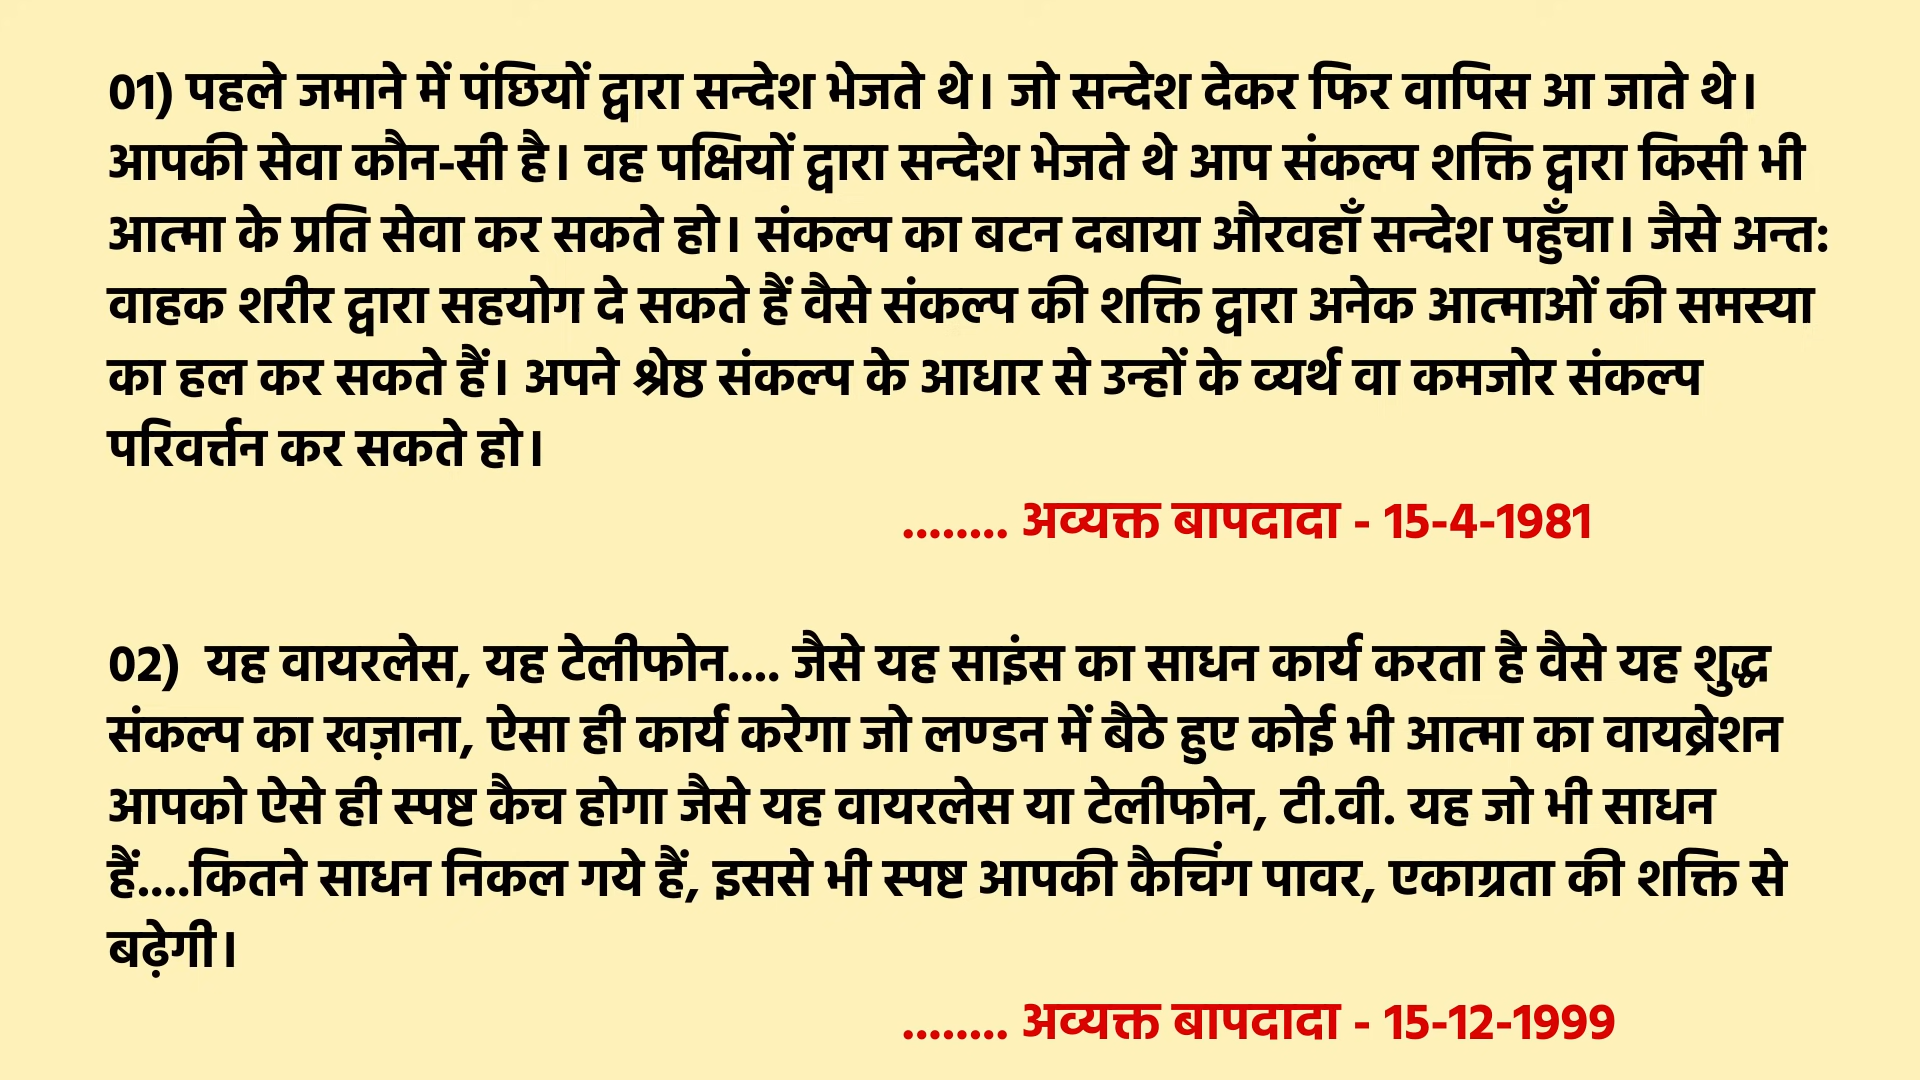 01) पहले जमाने में पंछियों द्वारा सन्देश भेजते थे। जो सन्देश देकर फिर वापिस आ जाते थे।
आपकी सेवा कौन-सी है। वह पक्षियों द्वारा सन्देश भेजते थे आप संकल्प शक्ति द्वारा किसी भी
आत्मा के प्रति सेवा कर सकते हो। संकल्प का बटन दबाया औरवहाँ सन्देश पहुँचा। जैसे अन्तः
वाहक शरीर द्वारा सहयोग दे सकते हैं वैसे संकल्प की शक्ति द्वारा अनेक आत्माओं की समस्या
का हल कर सकते हैं। अपने श्रेष्ठ संकल्प के आधार से उन्हों के व्यर्थ वा कमजोर संकल्प
परिवर्त्तन कर सकते हो।
........ अव्यक्त बापदादा - 15-4-1981
02) यह वायरलेस, यह टेलीफोन.... जैसे यह साइंस का साधन कार्य करता है वैसे यह शुद्ध
संकल्प का खज़ाना, ऐसा ही कार्य करेगा जो लण्डन में बैठे हुए कोई भी आत्मा का वायब्रेशन
आपको ऐसे ही स्पष्ट कैच होगा जैसे यह वायरलेस या टेलीफोन, टी.वी. यह जो भी साधन
हैं....कितने साधन निकल गये हैं, इससे भी स्पष्ट आपकी कैचिंग पावर, एकाग्रता की शक्ति से
बढ़ेगी।
........ अव्यक्त बापदादा - 15-12-1999